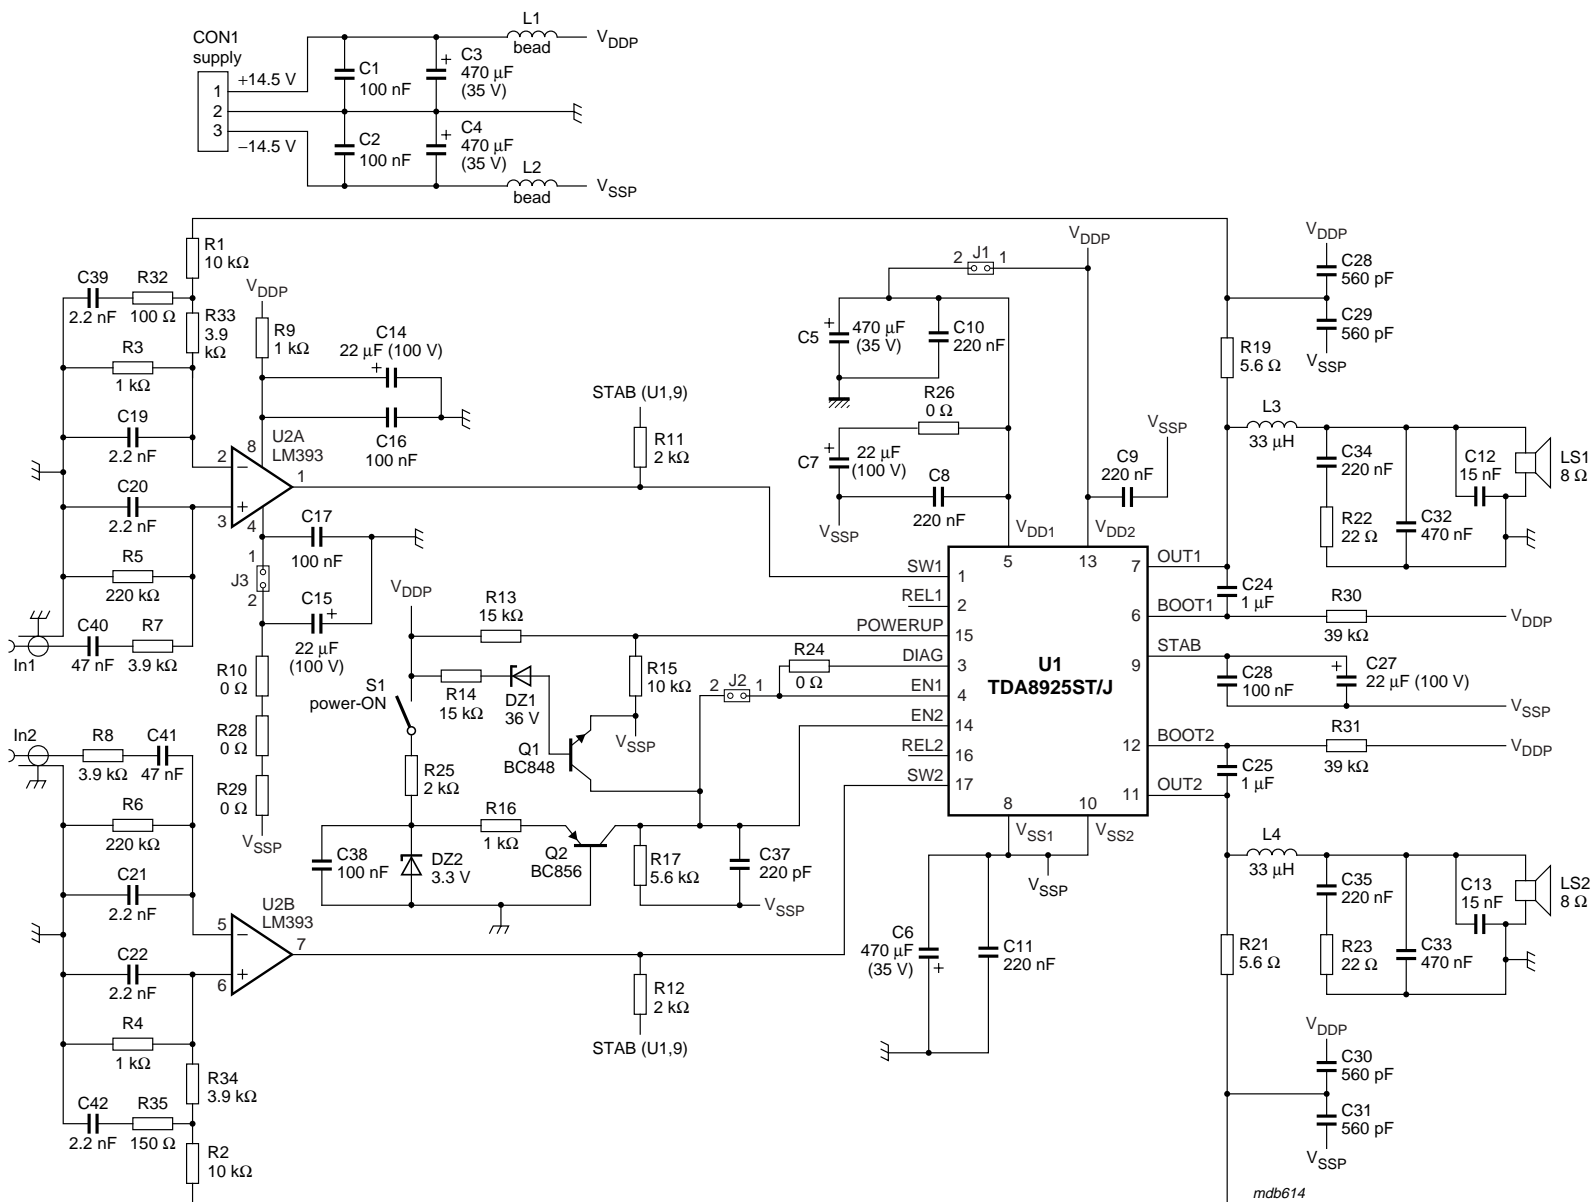 CON1
supply
1
2
3
+14.5 V
−14.5 V
C1
100 nF
C2
100 nF
C3
470 μF
(35 V)
+
C4
470 μF
(35 V)
+
L1
bead
VDDP
L2
bead
VSSP
R1
10 kΩ
C39
2.2 nF
R32
100 Ω
R33
3.9
kΩ
R3
1 kΩ
C19
2.2 nF
C20
2.2 nF
R5
220 kΩ
In1
C40
47 nF
R7
3.9 kΩ
VDDP
R9
1 kΩ
C14
22 μF (100 V)
+
C16
100 nF
U2A
LM393
8
2
−
+
3
4
1
C17
100 nF
1
J3
2
C15
+
22 μF
(100 V)
R10
0 Ω
R28
0 Ω
R29
0 Ω
VSSP
STAB (U1,9)
R11
2 kΩ
VDDP
R13
15 kΩ
S1
power-ON
R14
15 kΩ
DZ1
36 V
R15
10 kΩ
VSSP
Q1
BC848
R25
2 kΩ
R16
1 kΩ
Q2
BC856
C38
100 nF
DZ2
3.3 V
R17
5.6 kΩ
C37
220 pF
VSSP
2
J2
1
R24
0 Ω
VDDP
2
J1
1
C5
+
470 μF
(35 V)
C10
220 nF
R26
0 Ω
C7
+
22 μF
(100 V)
C8
220 nF
VSSP
C9
220 nF
VSSP
VDD1
VDD2
5
13
SW1
1
REL1
2
POWERUP
15
DIAG
3
EN1
4
EN2
14
REL2
16
SW2
17
U1
TDA8925ST/J
7
OUT1
6
BOOT1
9
STAB
12
BOOT2
11
OUT2
8
10
VSS1
VSS2
VSSP
C6
470 μF
(35 V)
+
C11
220 nF
VDDP
C28
560 pF
C29
560 pF
VSSP
R19
5.6 Ω
L3
33 μH
C34
220 nF
R22
22 Ω
C32
470 nF
C12
15 nF
LS1
8 Ω
C24
1 μF
R30
39 kΩ
VDDP
C28
100 nF
+
C27
22 μF (100 V)
VSSP
R31
39 kΩ
VDDP
C25
1 μF
L4
33 μH
C35
220 nF
R23
22 Ω
C33
470 nF
C13
15 nF
LS2
8 Ω
R21
5.6 Ω
VDDP
C30
560 pF
C31
560 pF
VSSP
In2
R8
3.9 kΩ
C41
47 nF
R6
220 kΩ
C21
2.2 nF
U2B
LM393
5
−
+
6
7
C22
2.2 nF
R4
1 kΩ
R34
3.9 kΩ
C42
2.2 nF
R35
150 Ω
R2
10 kΩ
R12
2 kΩ
STAB (U1,9)
mdb614